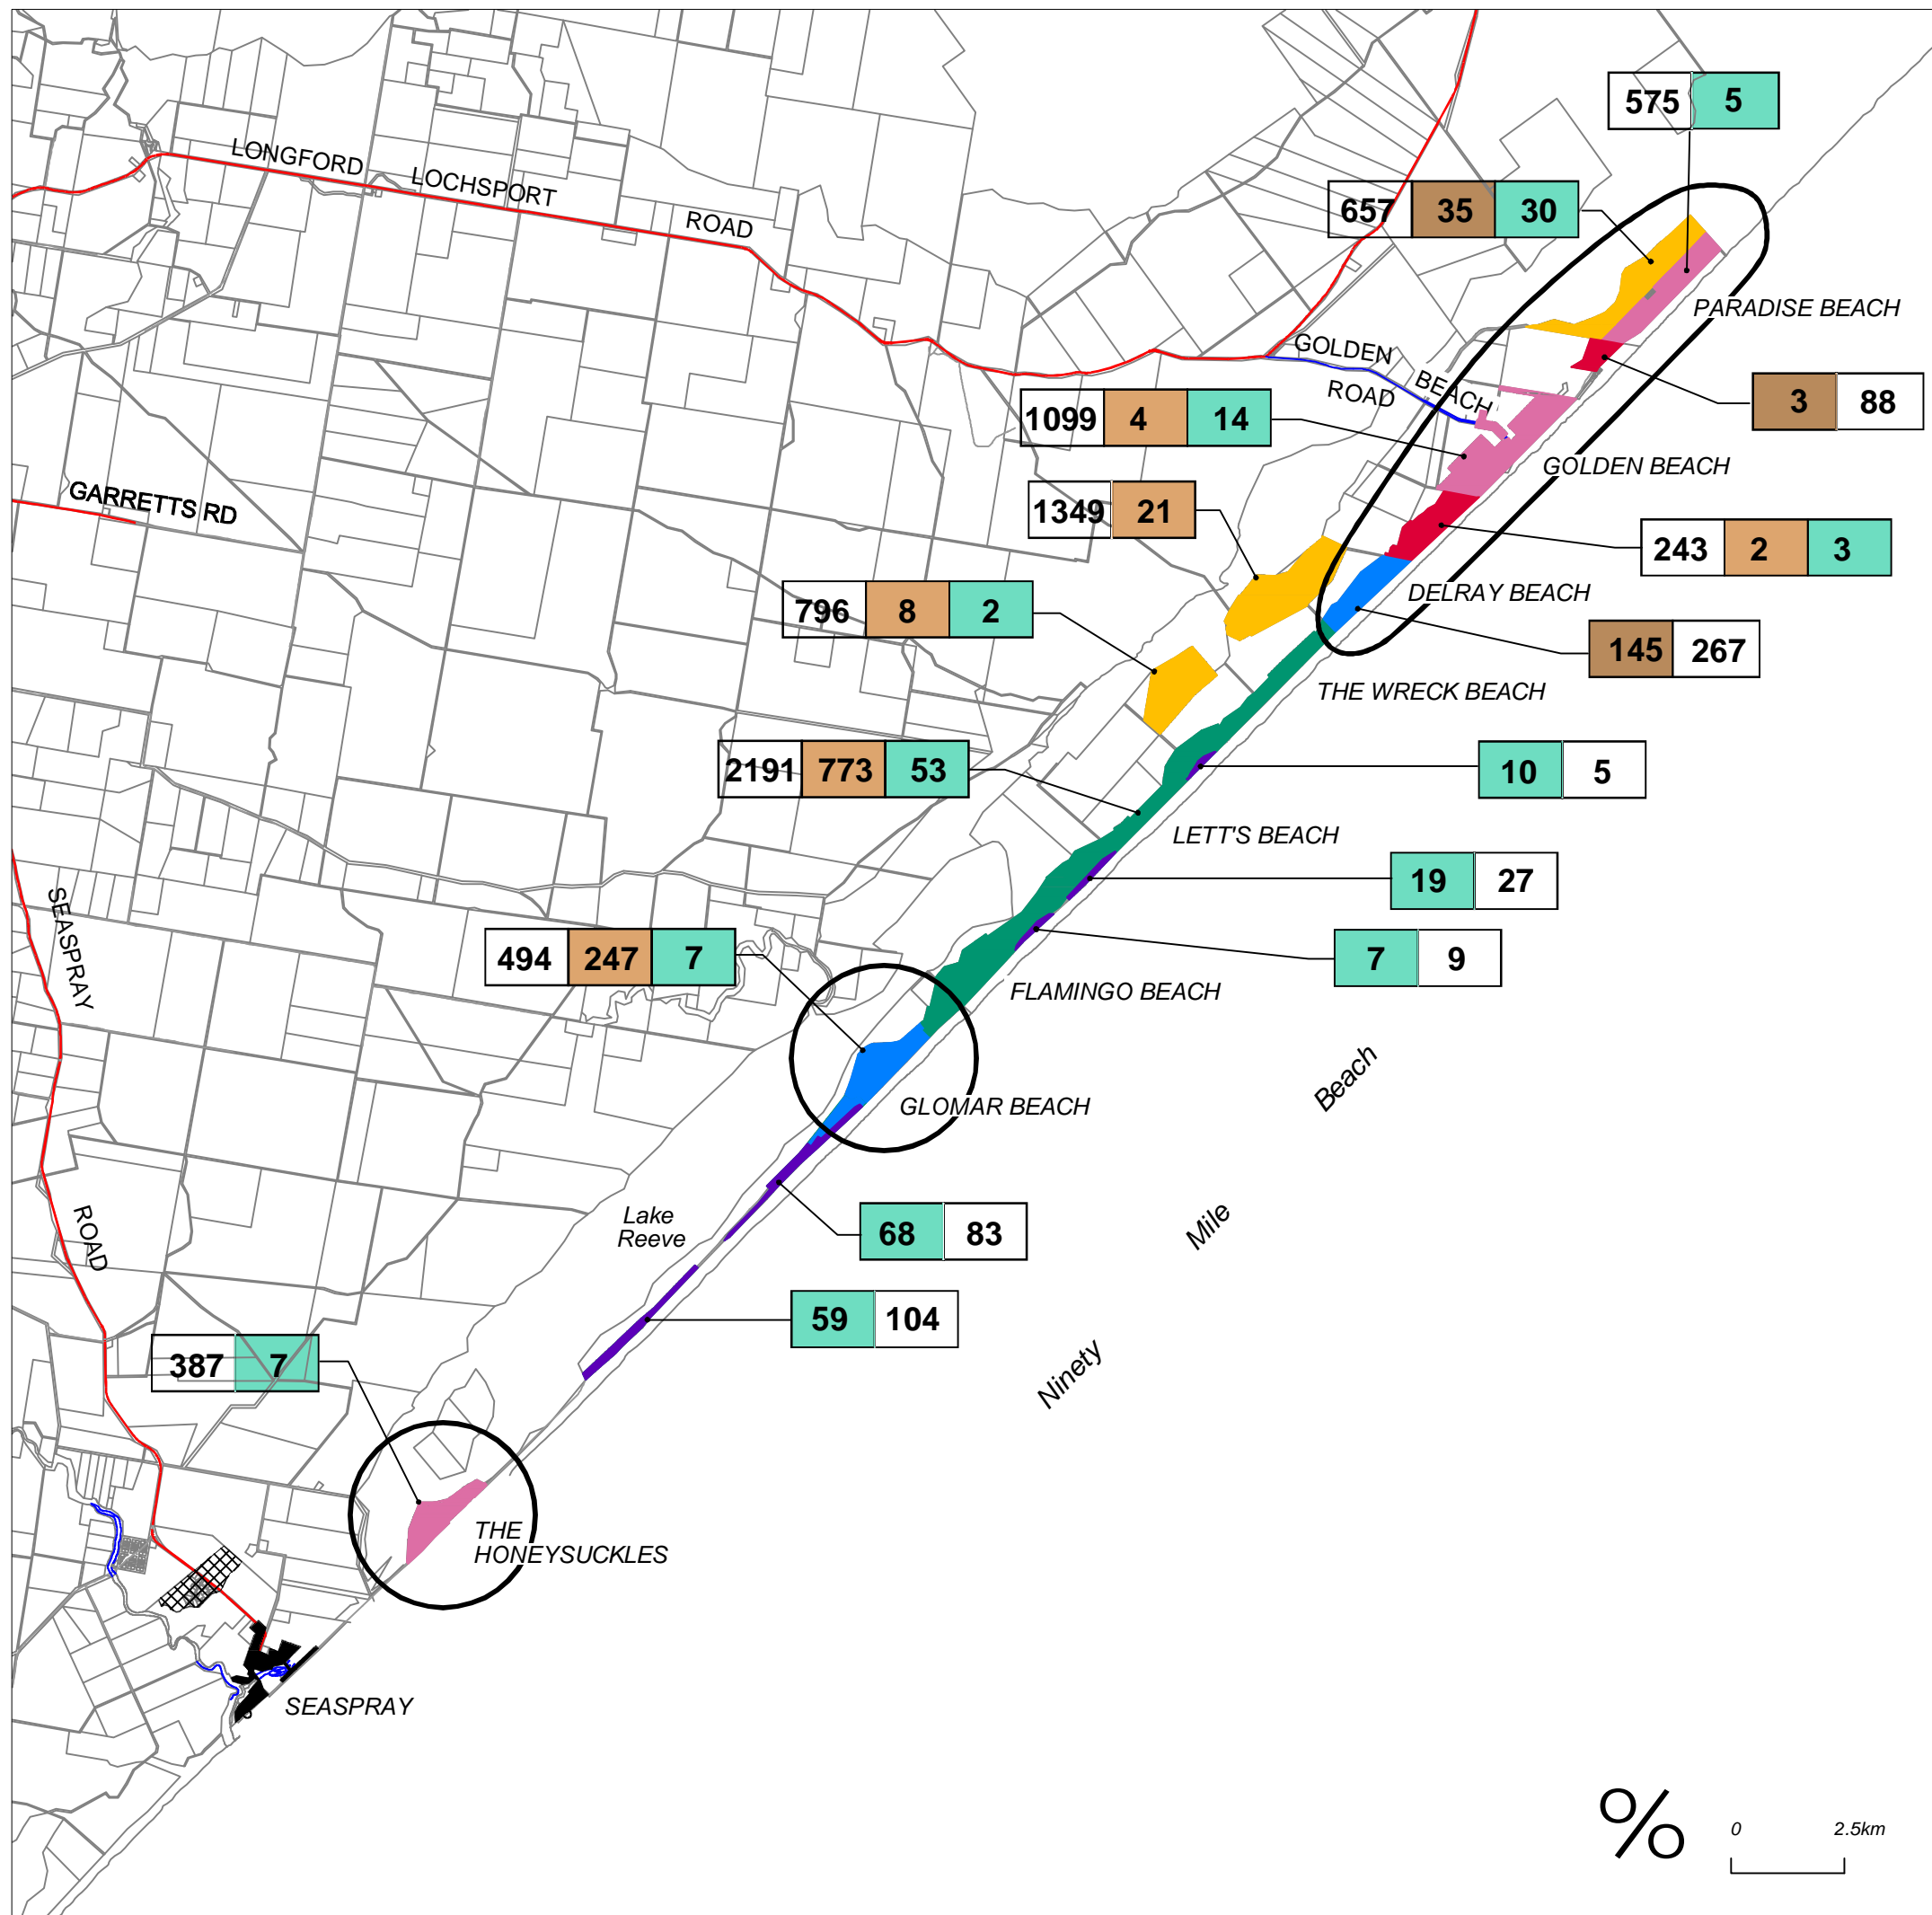 575 5
LONGFORD
LOCHSPORT
ROAD
657 35 30
PARADISE BEACH
GOLDEN
BEACH
ROAD
3 88
1099 4 14
GOLDEN BEACH
GARRETTS RD
1349 21
243 2 3
DELRAY BEACH
796 8 2
145 267
THE WRECK BEACH
2191 773 53
10 5
LETT'S BEACH
19 27
SEASPRAY
494 247 7
7 9
FLAMINGO BEACH
Beach
GLOMAR BEACH
Lake
Reeve
Mile
68 83
ROAD
59 104
387 7
Ninety
THE
HONEYSUCKLES
SEASPRAY
%
0 2.5km